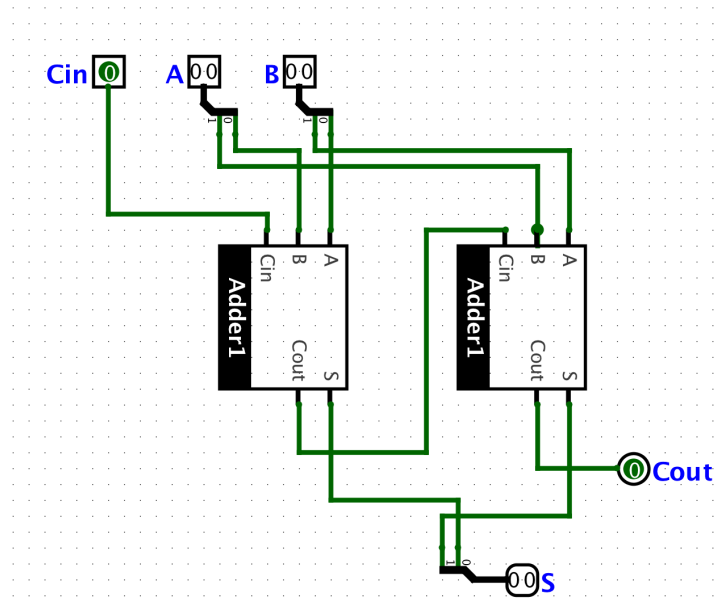 Cin 0 A 00 B 00
1 0 1 0
Cin B A Cin B A
Adder1 Adder1
Cout S Cout S
0 Cout
1 0
00 S